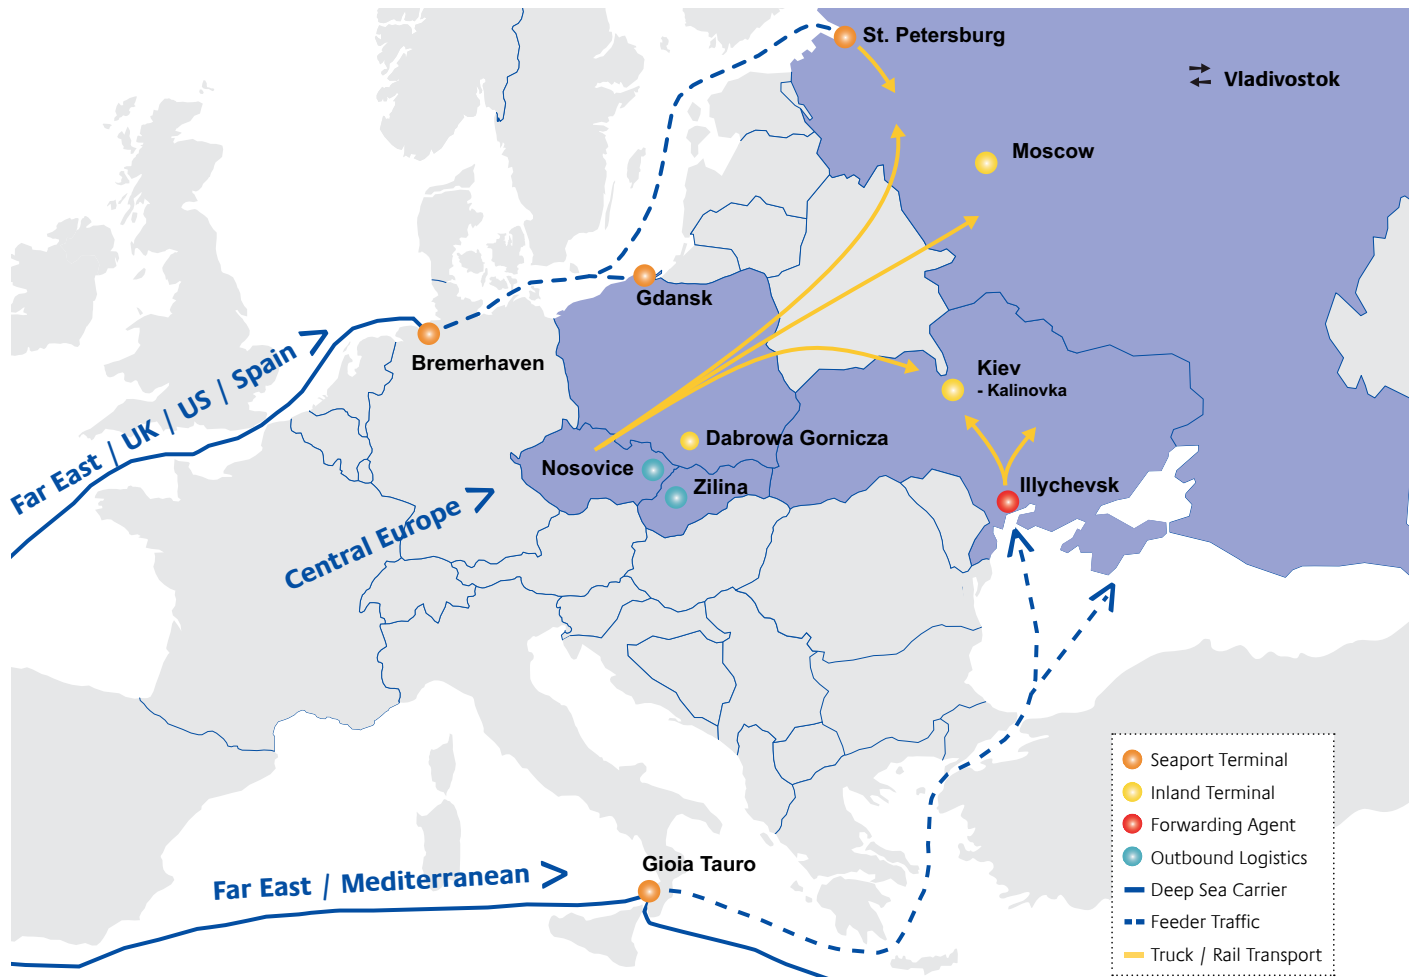 St. Petersburg
Vladivostok
Moscow
Gdansk
Bremerhaven
Kiev
- Kalinovka
Far East / UK / US / Spain
Dabrowa Gornicza
Nosovice
Zilina
Illychevsk
Central Europe
Gioia Tauro
Far East / Mediterranean
Seaport Terminal
Inland Terminal
Forwarding Agent
Outbound Logistics
Deep Sea Carrier
Feeder Traffic
Truck / Rail Transport